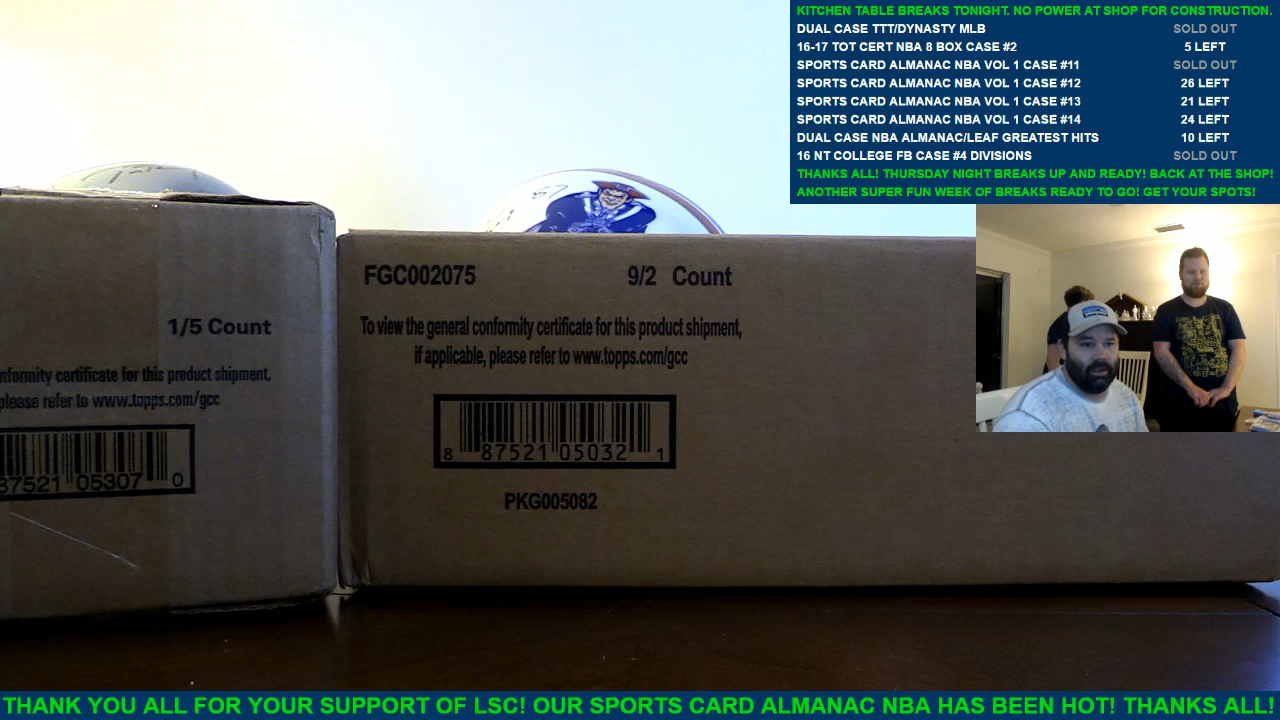 KITCHEN TABLE BREAKS TONIGHT. NO POWER AT SHOP FOR CONSTRUCTION.
DUAL CASE TTT/DYNASTY MLB SOLD OUT
16-17 TOT CERT NBA 8 BOX CASE #2 5 LEFT
SPORTS CARD ALMANAC NBA VOL 1 CASE #11 SOLD OUT
SPORTS CARD ALMANAC NBA VOL 1 CASE #12 26 LEFT
SPORTS CARD ALMANAC NBA VOL 1 CASE #13 21 LEFT
SPORTS CARD ALMANAC NBA VOL 1 CASE #14 24 LEFT
DUAL CASE NBA ALMANAC/LEAF GREATEST HITS 10 LEFT
16 NT COLLEGE FB CASE #4 DIVISIONS SOLD OUT
THANKS ALL! THURSDAY NIGHT BREAKS UP AND READY! BACK AT THE SHOP!
ANOTHER SUPER FUN WEEK OF BREAKS READY TO GO! GET YOUR SPOTS!
1/5 Count
certificate for this product shipment,
please refer to www.topps.com/gcc
37521 05307 0
FGC002075 9/2 Count
To view the general conformity certificate for this product shipment,
if applicable, please refer to www.topps.com/gcc
8 87521 05032 1
PKG005082
THANK YOU ALL FOR YOUR SUPPORT OF LSC! OUR SPORTS CARD ALMANAC NBA HAS BEEN HOT! THANKS ALL!